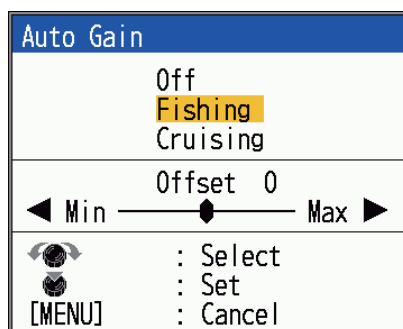 Auto Gain
Off
Fishing
Cruising
Offset 0
Min Max
: Select
: Set
[MENU] : Cancel